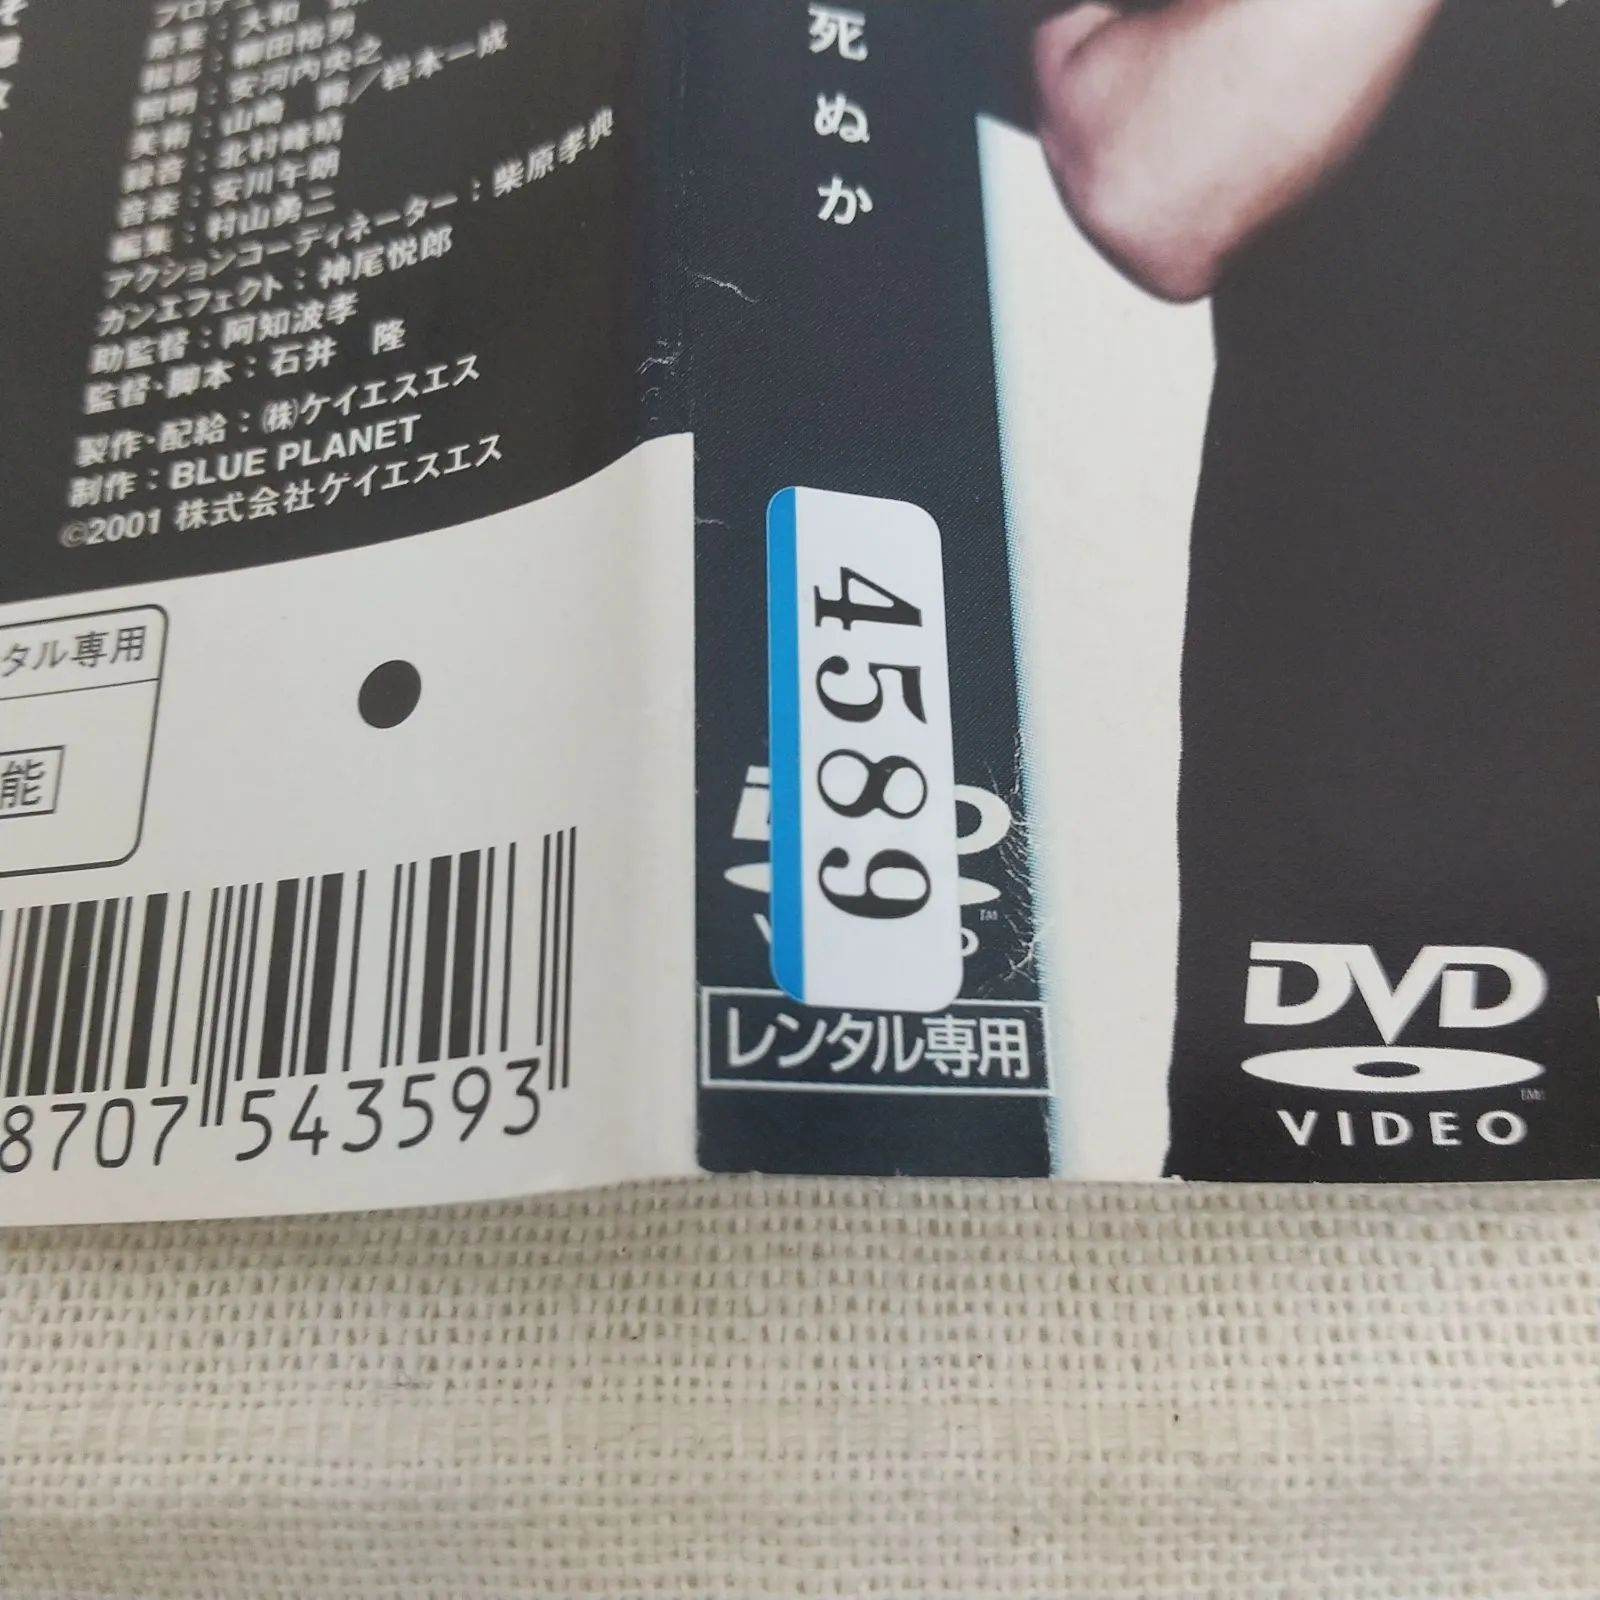 撮影：柳田裕男
照明：安河内央之
美術：山崎　輝／岩本一成
録音：北村峰晴
音楽：安川午朗
編集：村山勇二
アクションコーディネーター：柴原孝典
ガンエフェクト：神尾悦郎
助監督：阿知波孝
監督・脚本：石井　隆
製作・配給：㈱ケイエスエス
制作：BLUE PLANET
©2001 株式会社ケイエスエス
タル専用
能
8707 543593
死ぬか
4589
TM
レンタル専用
DVD
TM
VIDEO